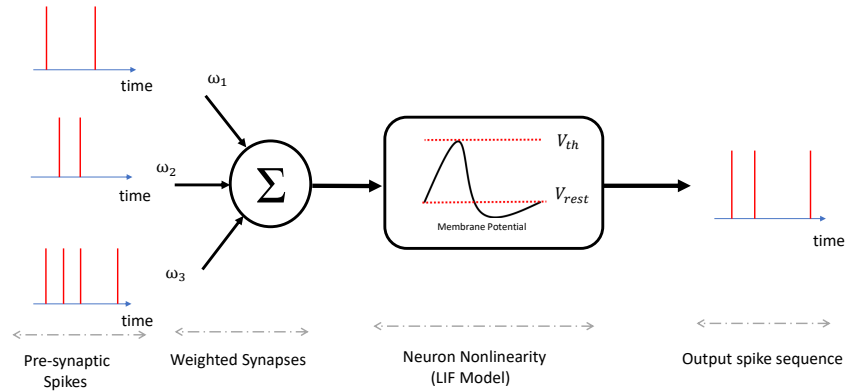 time
ω₁
time
ω₂
Σ
V_th
V_rest
Membrane Potential
time
time
ω₃
Pre-synaptic
Spikes
Weighted Synapses
Neuron Nonlinearity
(LIF Model)
Output spike sequence